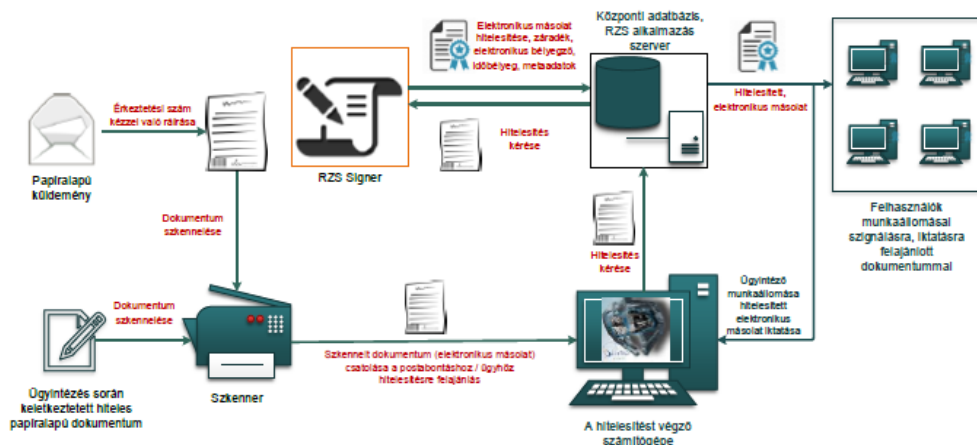 Elektronikus másolat
hitelesítése, záradék,
elektronikus bélyegző,
időbélyeg, metaadatok
Központi adatbázis,
RZS alkalmazás
szerver
Érkeztetési szám
kézzel való ráírása
Hitelesített,
elektronikus másolat
Hitelesítés
kérése
Papíralapú
küldemény
RZS Signer
Felhasználók
munkaállomásai
szignálásra, iktatásra
felajánlott
dokumentummal
Dokumentum
szkennelése
Hitelesítés
kérése
Ügyintéző
munkaállomása
hitelesített
elektronikus
másolat iktatása
Dokumentum
szkennelése
Szkennelt dokumentum (elektronikus másolat)
csatolása a postabontáshoz / ügyhöz
hitelesítésre felajánlás
Ügyintézés során
keletkeztetett hiteles
papíralapú dokumentum
Szkenner
A hitelesítést végző
számítógépe